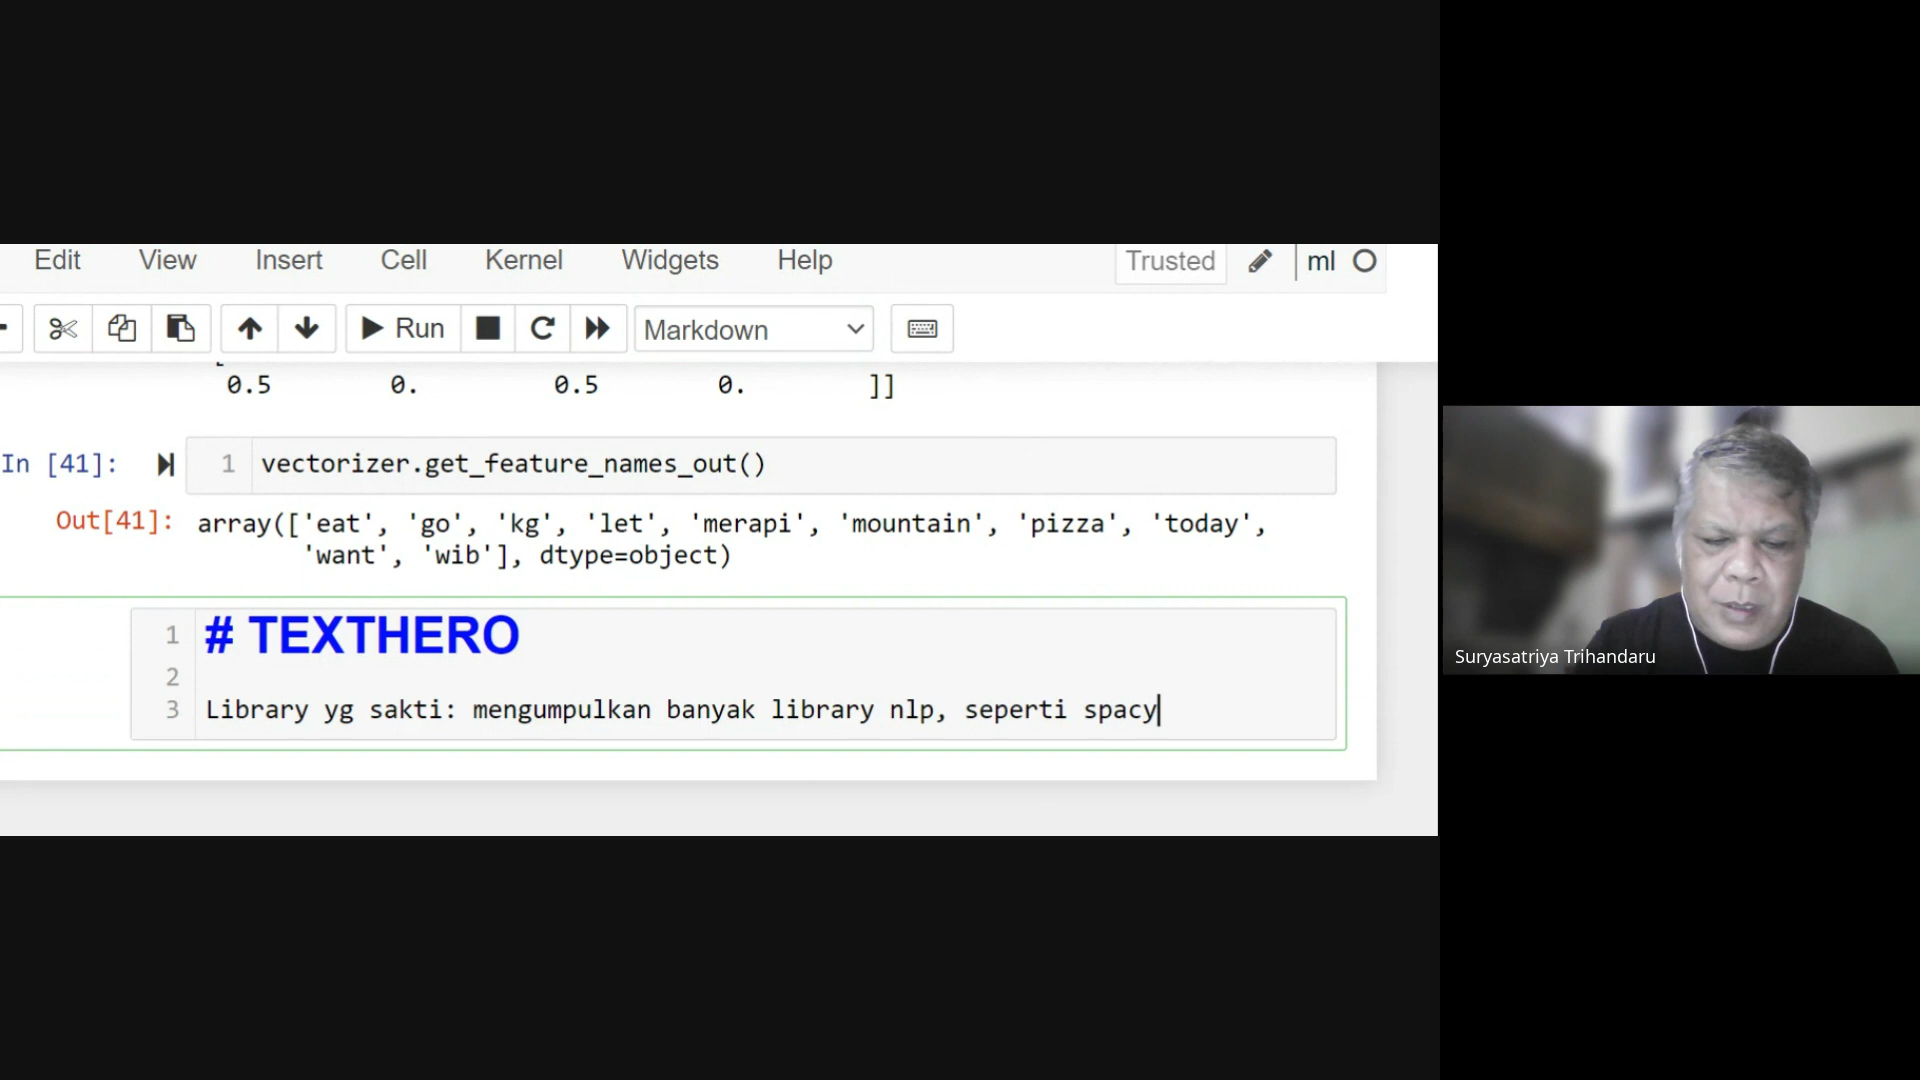 Edit View Insert Cell Kernel Widgets Help Trusted ml
Run Markdown
0.5 0. 0.5 0. ]]
In [41]: 1 vectorizer.get_feature_names_out()
Out[41]: array(['eat', 'go', 'kg', 'let', 'merapi', 'mountain', 'pizza', 'today',
'want', 'wib'], dtype=object)
1 # TEXTHERO
2
3 Library yg sakti: mengumpulkan banyak library nlp, seperti spacy
Suryasatriya Trihandaru